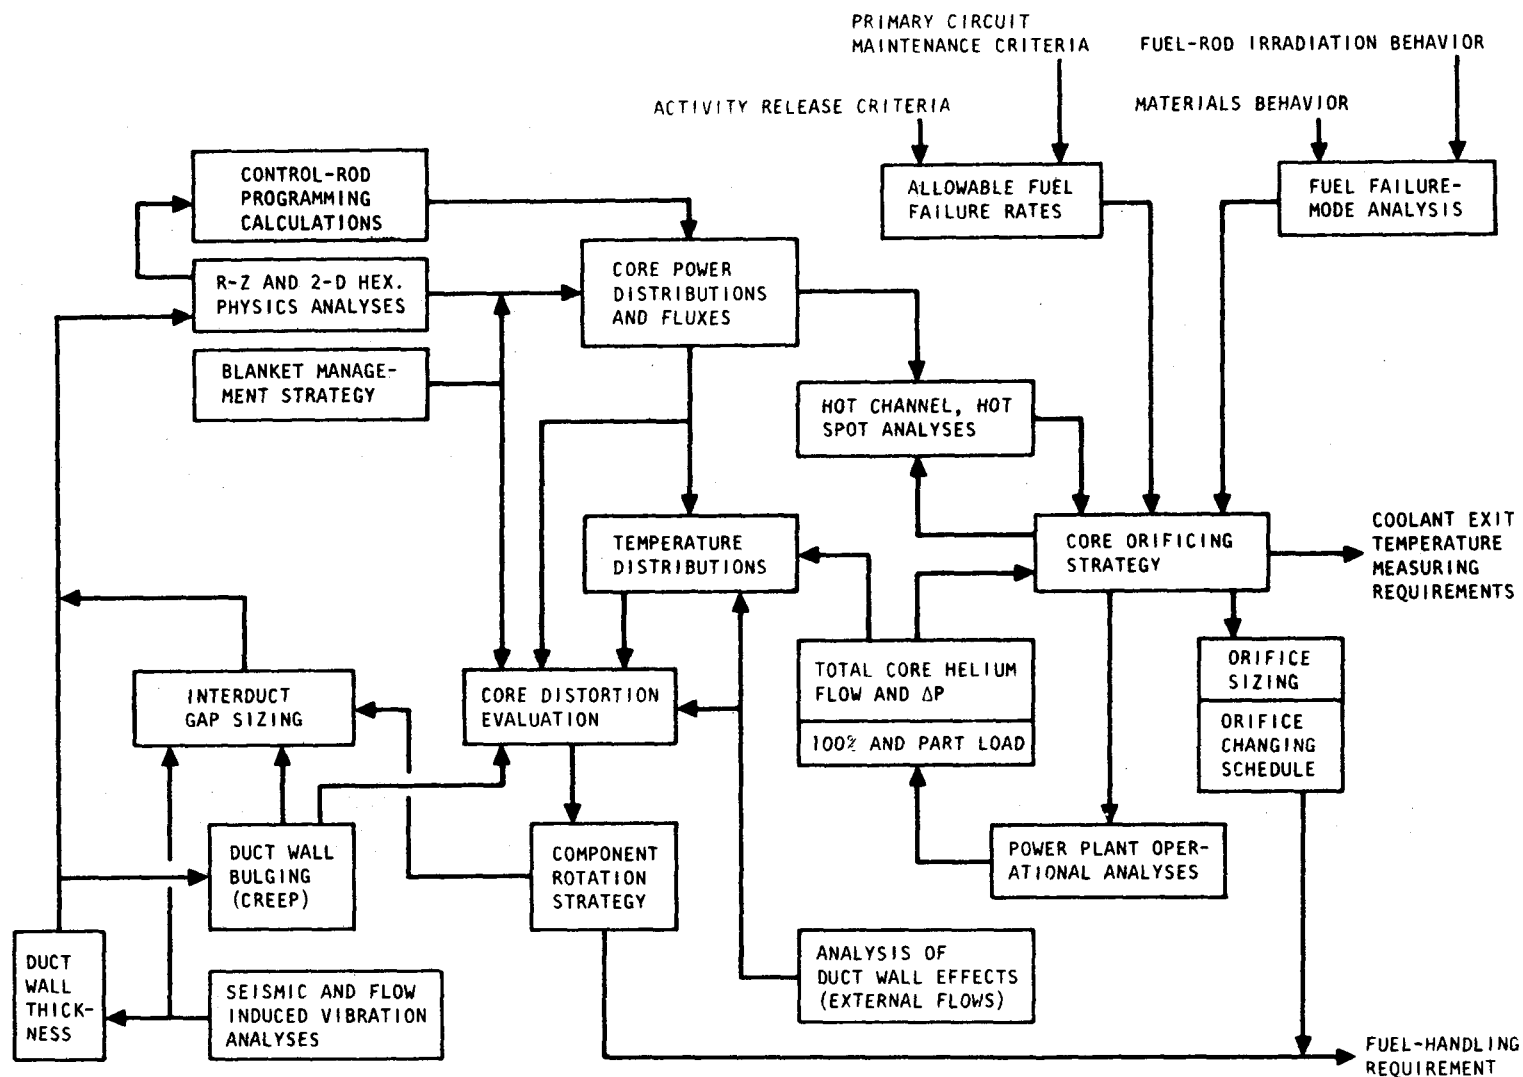 PRIMARY CIRCUIT
MAINTENANCE CRITERIA
FUEL-ROD IRRADIATION BEHAVIOR
ACTIVITY RELEASE CRITERIA
MATERIALS BEHAVIOR
CONTROL-ROD
PROGRAMMING
CALCULATIONS
ALLOWABLE FUEL
FAILURE RATES
FUEL FAILURE-
MODE ANALYSIS
R-Z AND 2-D HEX.
PHYSICS ANALYSES
CORE POWER
DISTRIBUTIONS
AND FLUXES
BLANKET MANAGE-
MENT STRATEGY
HOT CHANNEL, HOT
SPOT ANALYSES
TEMPERATURE
DISTRIBUTIONS
CORE ORIFICING
STRATEGY
COOLANT EXIT
TEMPERATURE
MEASURING
REQUIREMENTS
INTERDUCT
GAP SIZING
CORE DISTORTION
EVALUATION
TOTAL CORE HELIUM
FLOW AND ΔP
100% AND PART LOAD
ORIFICE
SIZING
ORIFICE
CHANGING
SCHEDULE
DUCT WALL
BULGING
(CREEP)
COMPONENT
ROTATION
STRATEGY
POWER PLANT OPER-
ATIONAL ANALYSES
DUCT
WALL
THICK-
NESS
SEISMIC AND FLOW
INDUCED VIBRATION
ANALYSES
ANALYSIS OF
DUCT WALL EFFECTS
(EXTERNAL FLOWS)
FUEL-HANDLING
REQUIREMENT